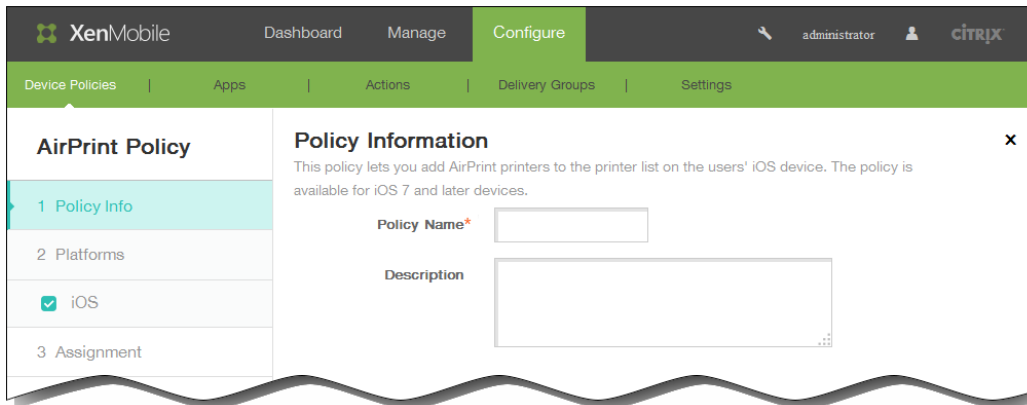 XenMobile Dashboard Manage Configure administrator CİTRIX
Device Policies | Apps | Actions | Delivery Groups | Settings
AirPrint Policy
1 Policy Info
2 Platforms
iOS
3 Assignment
Policy Information
This policy lets you add AirPrint printers to the printer list on the users' iOS device. The policy is
available for iOS 7 and later devices.
Policy Name*
Description
x